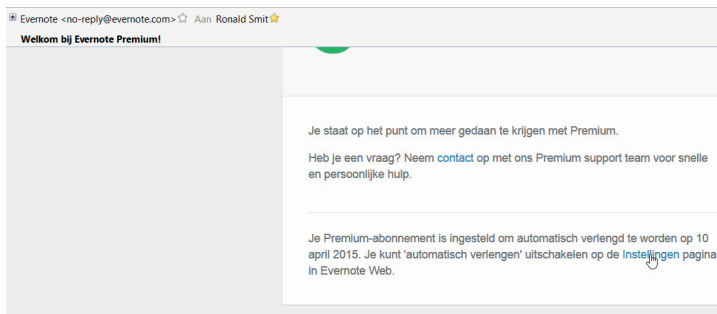 Evernote <no-reply@evernote.com> Aan Ronald Smit
Welkom bij Evernote Premium!
Je staat op het punt om meer gedaan te krijgen met Premium.
Heb je een vraag? Neem contact op met ons Premium support team voor snelle
en persoonlijke hulp.
Je Premium-abonnement is ingesteld om automatisch verlengd te worden op 10
april 2015. Je kunt 'automatisch verlengen' uitschakelen op de Instellingen pagina
in Evernote Web.